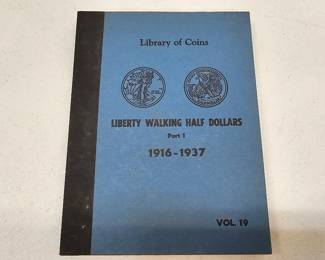 Library of Coins
LIBERTY WALKING HALF DOLLARS
Part 1
1916-1937
VOL. 19